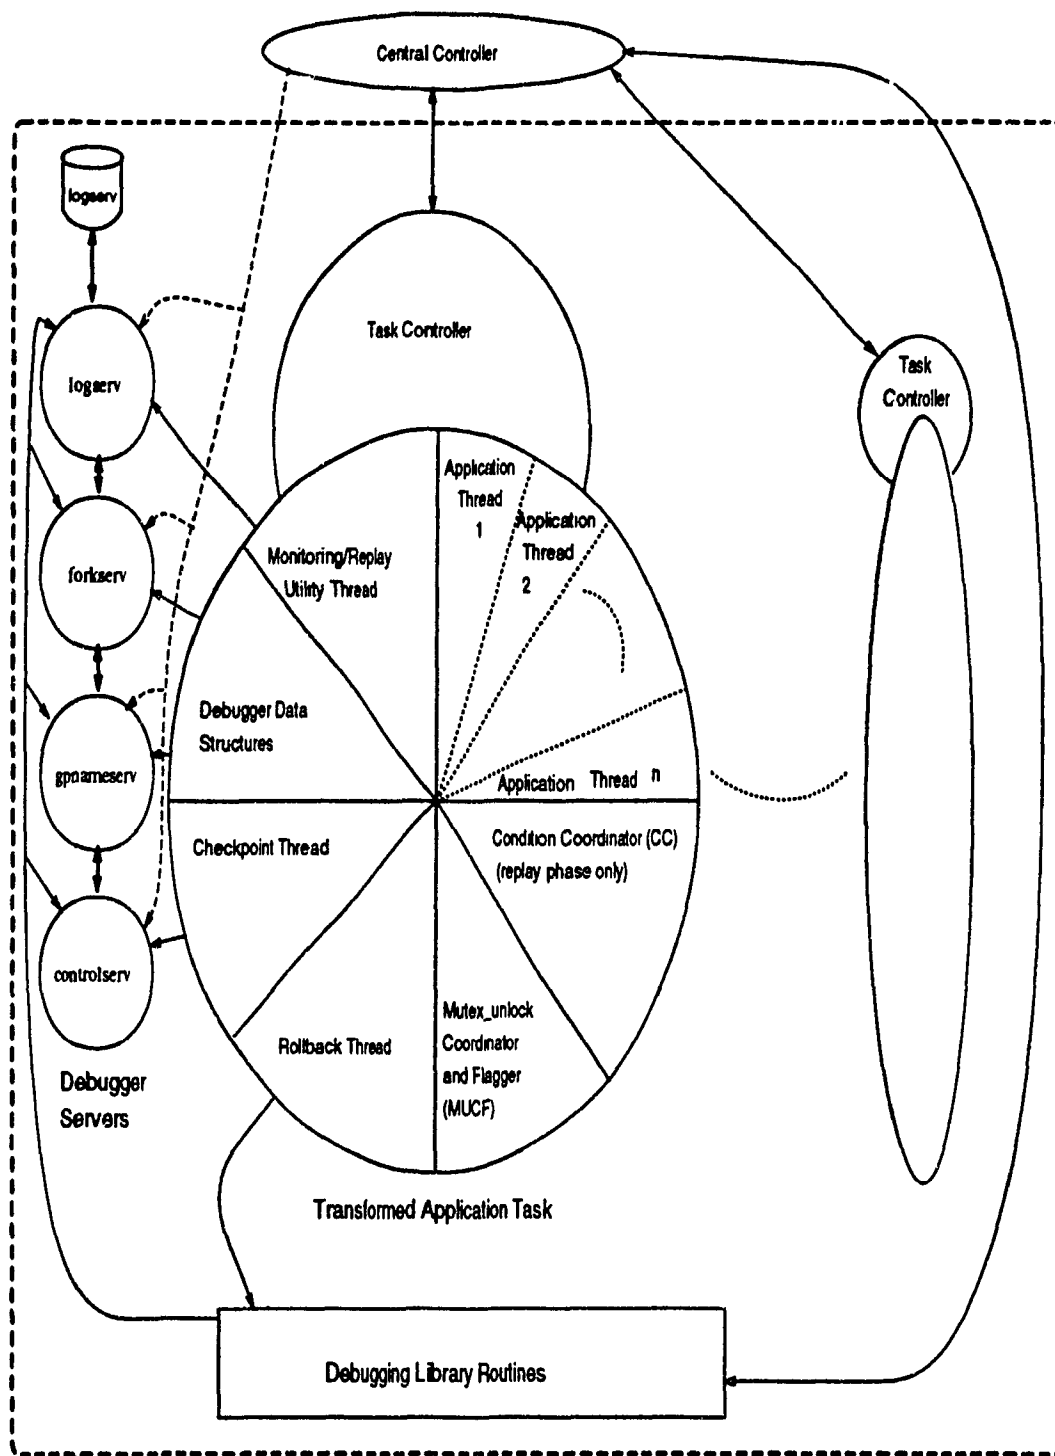 Central Controller
logserv
Task Controller
logserv
Task
Controller
Application
Thread
1
Application
Thread
2
Monitoring/Replay
Utility Thread
forkserv
Debugger Data
Structures
gpnameserv
Application Thread n
Checkpoint Thread
Condition Coordinator (CC)
(replay phase only)
controlserv
Rollback Thread
Mutex_unlock
Coordinator
and Flagger
(MUCF)
Debugger
Servers
Transformed Application Task
Debugging Library Routines